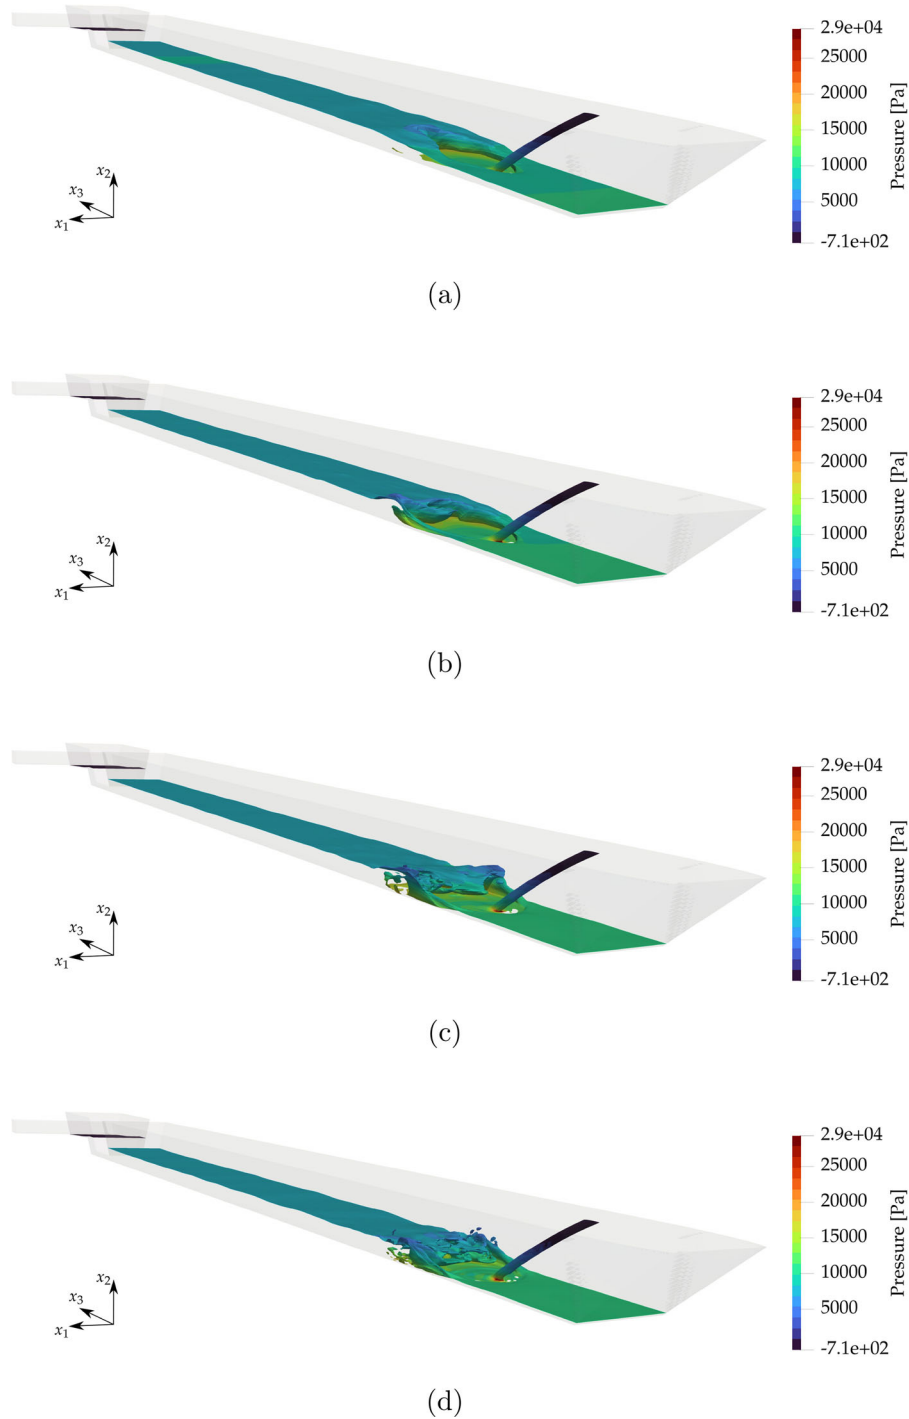 2.9e+04
25000
20000
15000
10000
5000
-7.1e+02
Pressure [Pa]
x2
x3
x1
(a)
2.9e+04
25000
20000
15000
10000
5000
-7.1e+02
Pressure [Pa]
x2
x3
x1
(b)
2.9e+04
25000
20000
15000
10000
5000
-7.1e+02
Pressure [Pa]
x2
x3
x1
(c)
2.9e+04
25000
20000
15000
10000
5000
-7.1e+02
Pressure [Pa]
x2
x3
x1
(d)